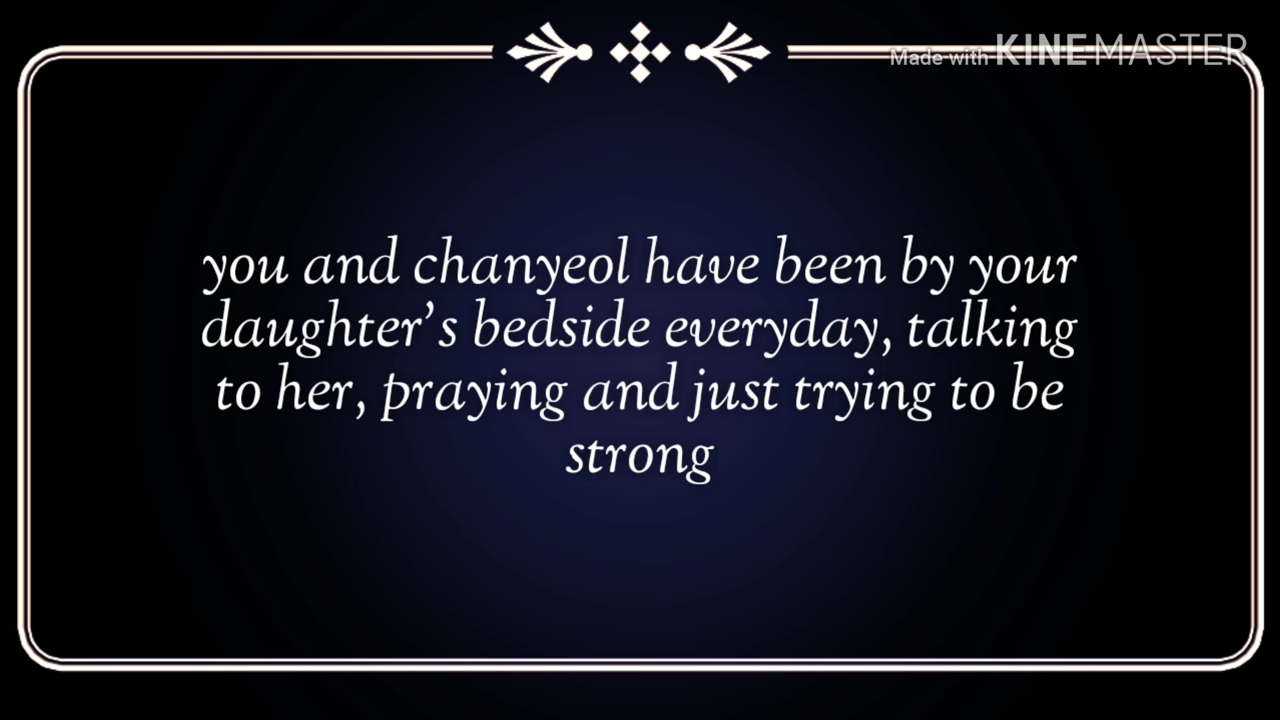 Made with KINEMASTER
you and chanyeol have been by your
daughter's bedside everyday, talking
to her, praying and just trying to be
strong